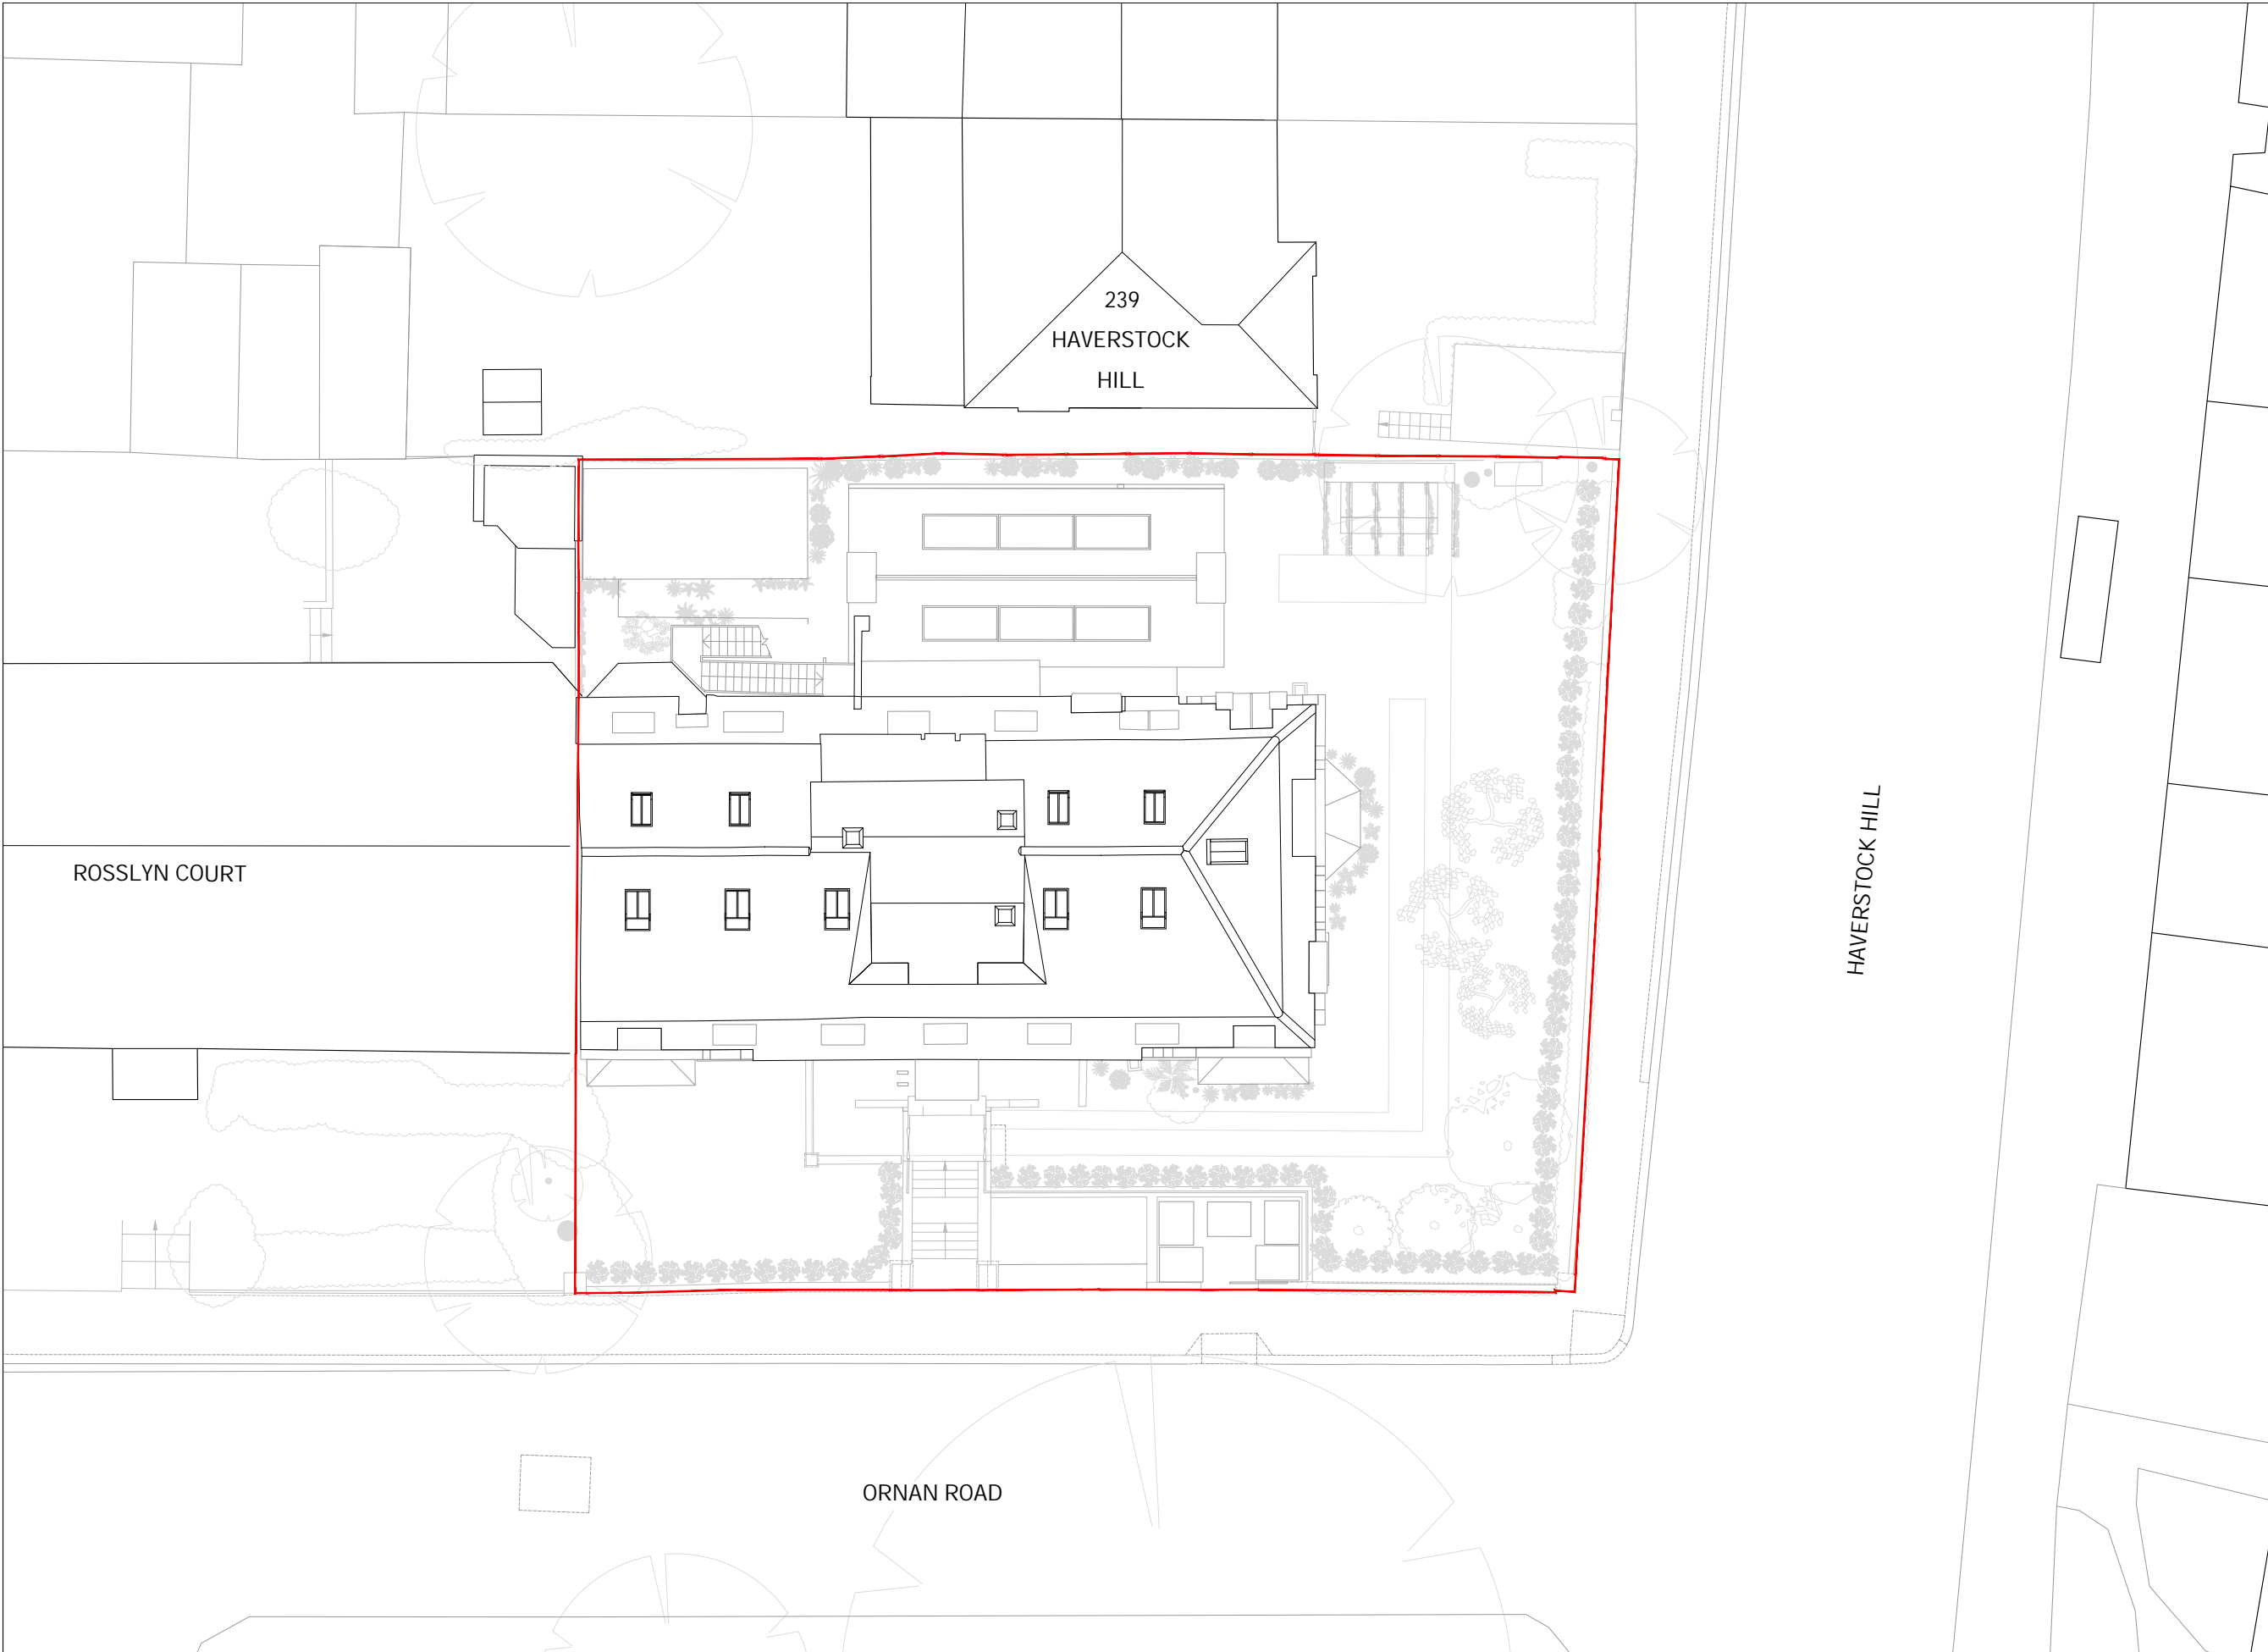 239
HAVERSTOCK
HILL
ROSSLYN COURT
HAVERSTOCK HILL
ORNAN ROAD